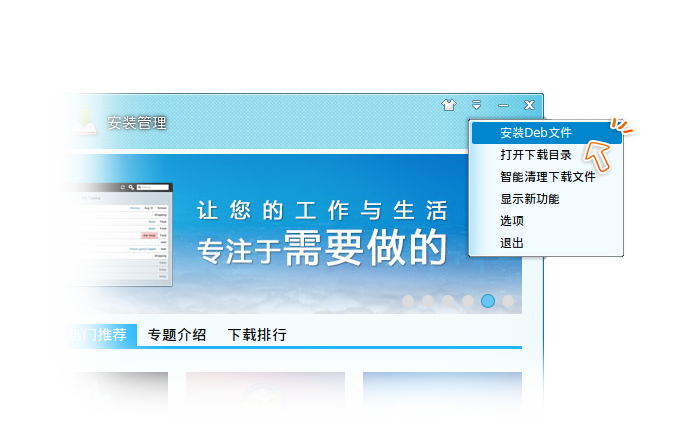 安装管理
安装Deb文件
打开下载目录
智能清理下载文件
显示新功能
选项
退出
让您的工作与生活
专注于需要做的
热门推荐
专题介绍
下载排行